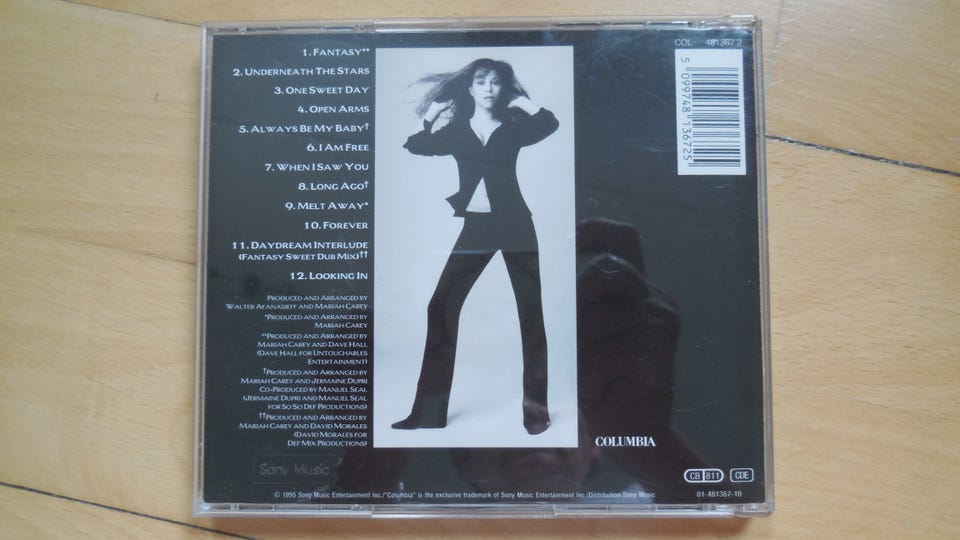 1. Fantasy**
2. Underneath The Stars
3. One Sweet Day
4. Open Arms
5. Always Be My Baby†
6. I Am Free
7. When I Saw You
8. Long Ago†
9. Melt Away*
10. Forever
11. Daydream Interlude
(Fantasy Sweet Dub Mix)††
12. Looking In
Produced and Arranged by
Walter Afanasieff and Mariah Carey
*Produced and Arranged by
Mariah Carey
**Produced and Arranged by
Mariah Carey and Dave Hall
(Dave Hall for Untouchables
Entertainment)
†Produced and Arranged by
Mariah Carey and Jermaine Dupri
Co-Produced by Manuel Seal
(Jermaine Dupri and Manuel Seal
for So So Def Productions)
††Produced and Arranged by
Mariah Carey and David Morales
(David Morales for
Def Mix Productions)
Sony Music
COL 481367 2
5 099748 136725
COLUMBIA
CB 811 CDE
© 1995 Sony Music Entertainment Inc./"Columbia" is the exclusive trademark of Sony Music Entertainment Inc./Distribution Sony Music
01-481367-10